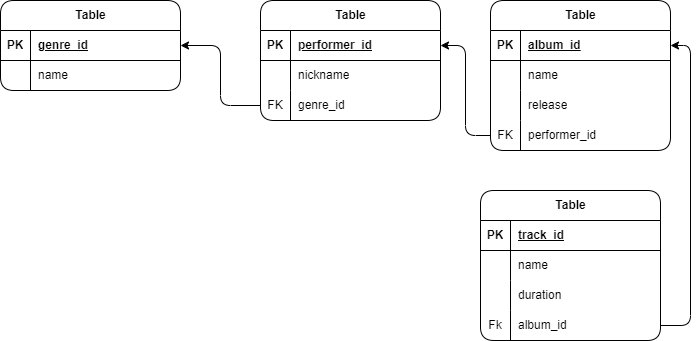 Table
PK genre_id
name
Table
PK performer_id
nickname
FK genre_id
Table
PK album_id
name
release
FK performer_id
Table
PK track_id
name
duration
Fk album_id